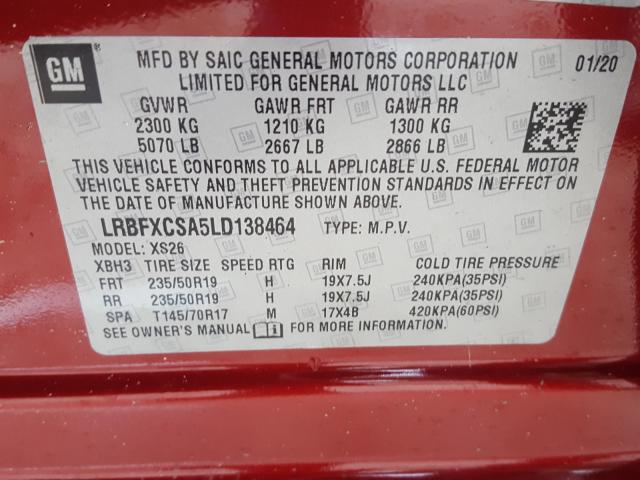 GM
MFD BY SAIC GENERAL MOTORS CORPORATION 01/20
LIMITED FOR GENERAL MOTORS LLC
GVWR GAWR FRT GAWR RR
2300 KG 1210 KG 1300 KG
5070 LB 2667 LB 2866 LB
THIS VEHICLE CONFORMS TO ALL APPLICABLE U.S. FEDERAL MOTOR
VEHICLE SAFETY AND THEFT PREVENTION STANDARDS IN EFFECT ON
THE DATE OF MANUFACTURE SHOWN ABOVE.
LRBFXCSA5LD138464 TYPE: M.P.V.
MODEL: XS26
XBH3 TIRE SIZE SPEED RTG RIM COLD TIRE PRESSURE
FRT 235/50R19 H 19X7.5J 240KPA(35PSI)
RR 235/50R19 H 19X7.5J 240KPA(35PSI)
SPA T145/70R17 M 17X4B 420KPA(60PSI)
SEE OWNER'S MANUAL i FOR MORE INFORMATION